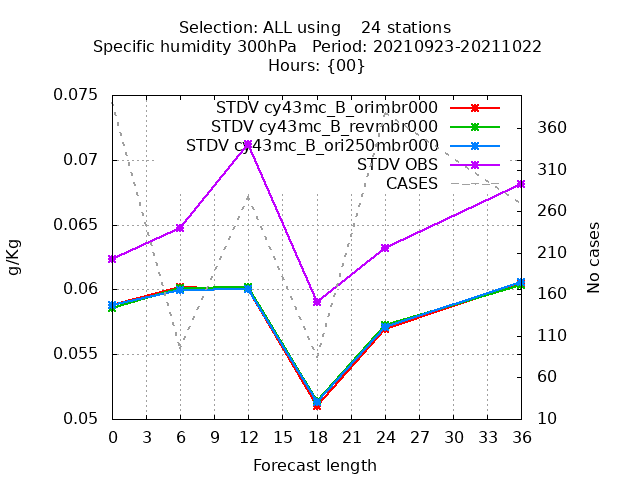 Selection: ALL using    24 stations
Specific humidity 300hPa   Period: 20210923-20211022
Hours: {00}
STDV cy43mc_B_orimbr000
STDV cy43mc_B_revmbr000
STDV cy43mc_B_ori250mbr000
STDV OBS
CASES
0.075
0.07
0.065
0.06
0.055
0.05
g/Kg
360
310
260
210
160
110
60
10
No cases
0 3 6 9 12 15 18 21 24 27 30 33 36
Forecast length